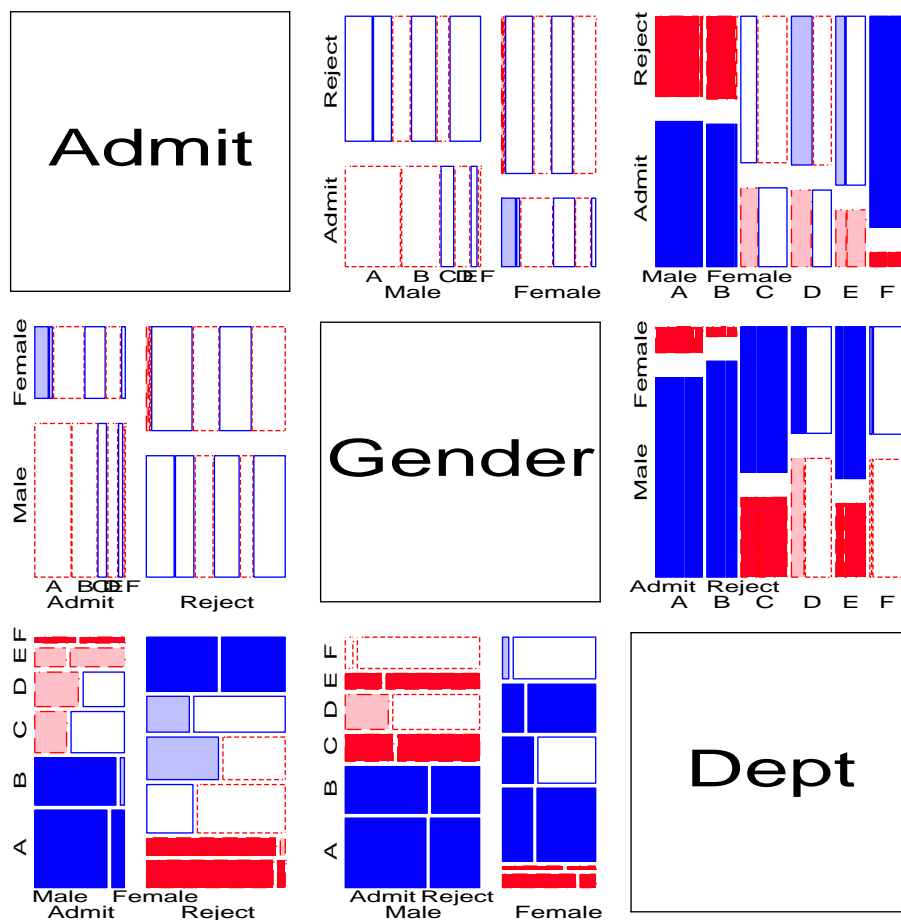 Admit
Reject
Admit
A B C D E F
Male Female
Reject
Admit
Male Female
A B C D E F
Female
Male
A B C D E F
Admit Reject
Gender
Female
Male
Admit Reject
A B C D E F
F
E
D
C
B
A
Male Female
Admit Reject
F
E
D
C
B
A
Admit Reject
Male Female
Dept